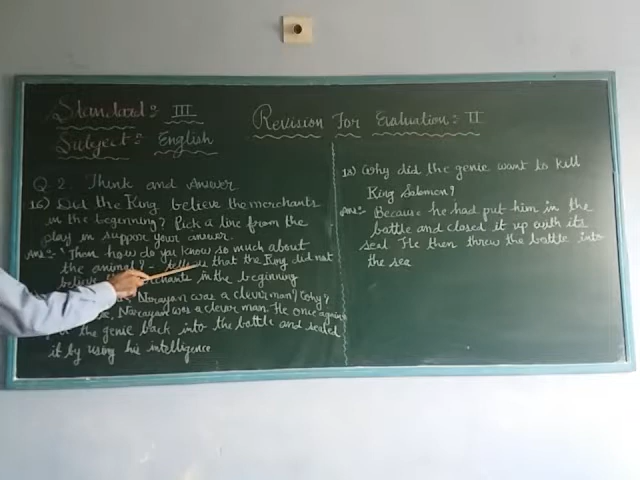 Standard:- III
Subject:- English
Revision For Evaluation: II
Q.2. Think and Answer
16) Did the King believe the merchants
in the beginning? Pick a line from the
play in suppor your answer.
Ans:- 'Then how do you know so much about
the animal?' - tells us that the King did not
believe the merchants in the beginning
Narayan was a clever man? Why?
Narayan was a clever man. He once again
the genie back into the bottle and sealed
it by using his intelligence
18) Why did the genie want to kill
King Solomon?
Ans:- Because he had put him in the
bottle and closed it up with its
seal He then threw the bottle into
the sea